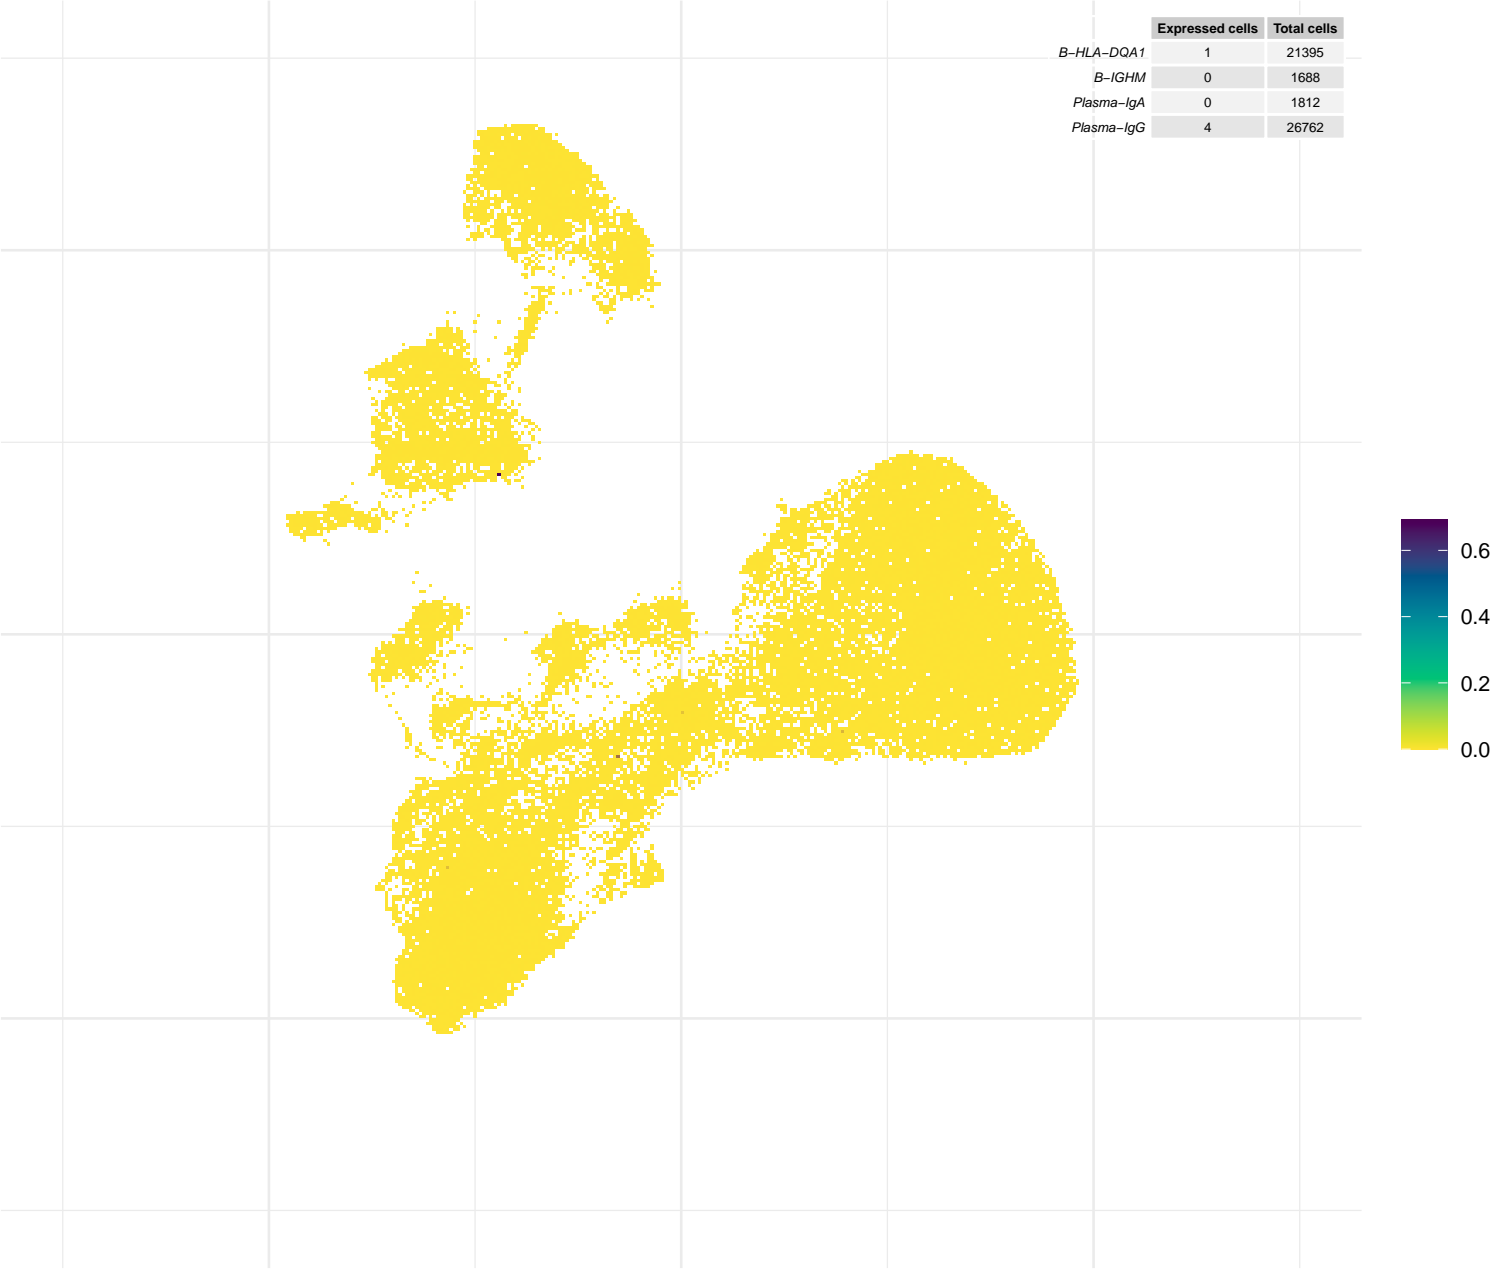 Expressed cells Total cells
B−HLA−DQA1 1 21395
B−IGHM 0 1688
Plasma−IgA 0 1812
Plasma−IgG 4 26762
0.6
0.4
0.2
0.0